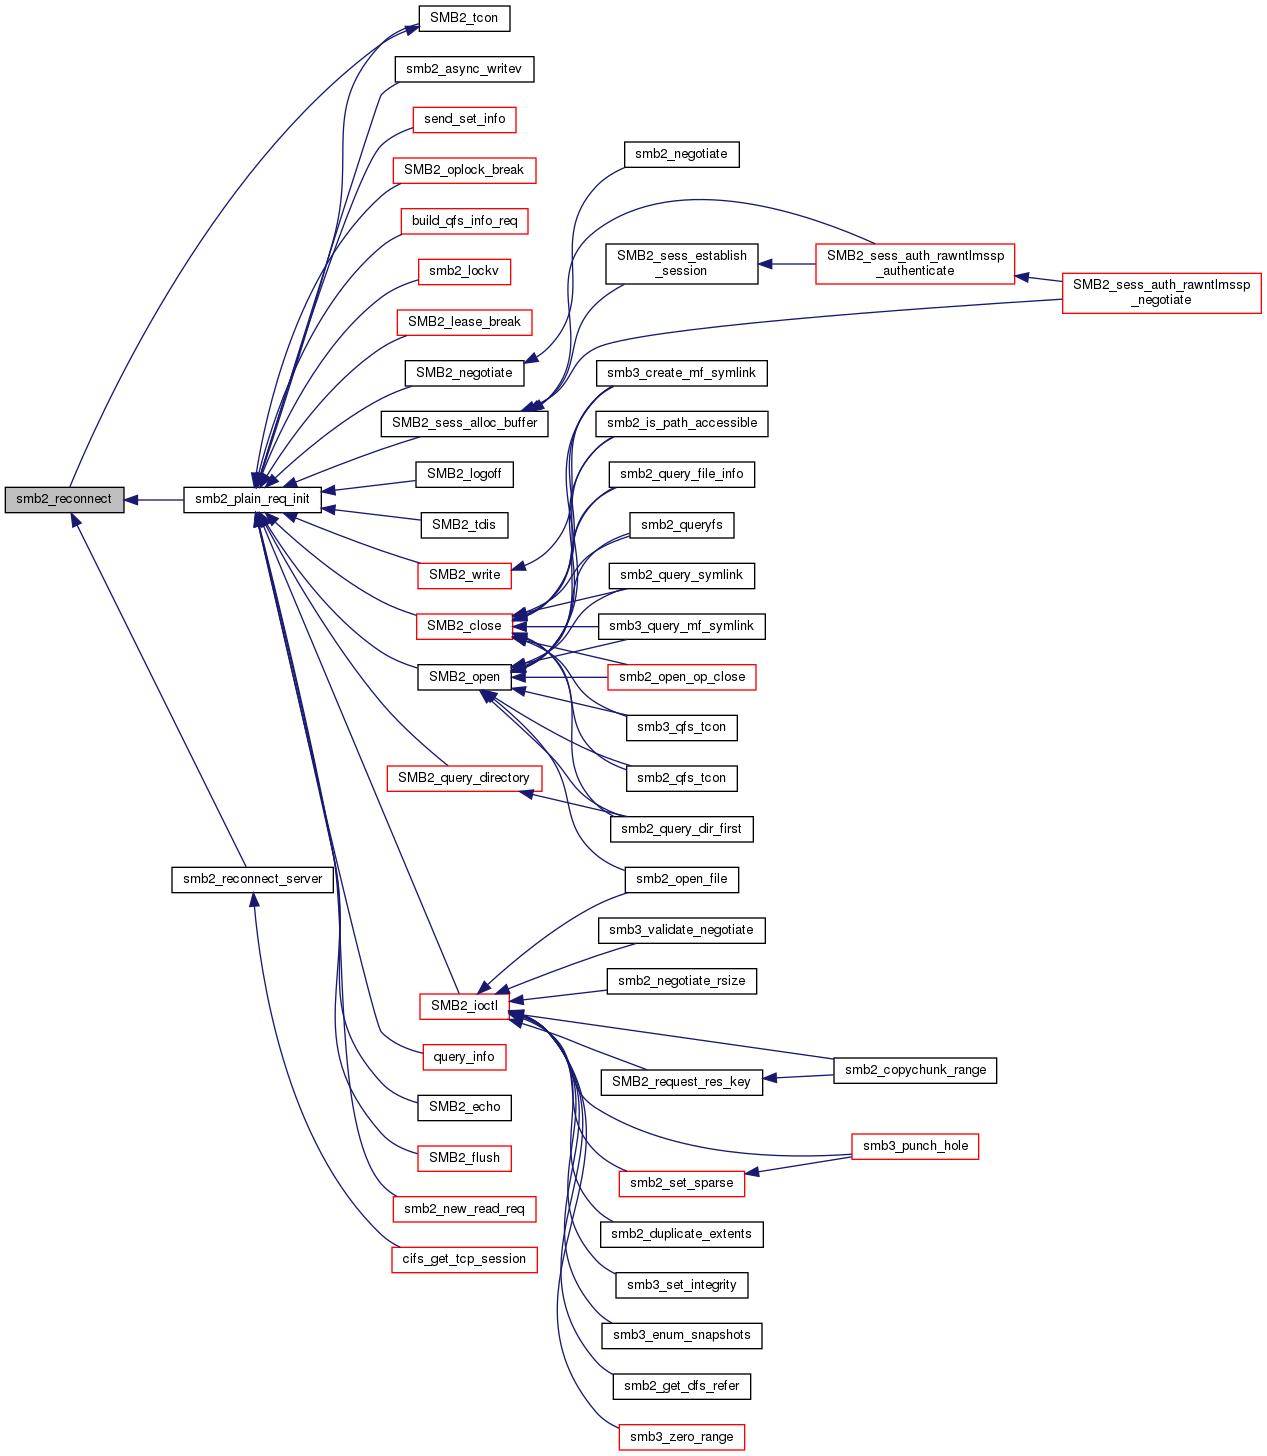 SMB2_tcon
smb2_async_writev
send_set_info
smb2_negotiate
SMB2_oplock_break
build_qfs_info_req
SMB2_sess_establish
_session
SMB2_sess_auth_rawntlmssp
_authenticate
smb2_lockv
SMB2_sess_auth_rawntlmssp
_negotiate
SMB2_lease_break
SMB2_negotiate
smb3_create_mf_symlink
SMB2_sess_alloc_buffer
smb2_is_path_accessible
SMB2_logoff
smb2_query_file_info
smb2_reconnect
smb2_plain_req_init
SMB2_tdis
smb2_queryfs
SMB2_write
smb2_query_symlink
SMB2_close
smb3_query_mf_symlink
SMB2_open
smb2_open_op_close
smb3_qfs_tcon
SMB2_query_directory
smb2_qfs_tcon
smb2_query_dir_first
smb2_reconnect_server
smb2_open_file
smb3_validate_negotiate
smb2_negotiate_rsize
SMB2_ioctl
query_info
smb2_copychunk_range
SMB2_request_res_key
SMB2_echo
smb3_punch_hole
SMB2_flush
smb2_set_sparse
smb2_new_read_req
smb2_duplicate_extents
cifs_get_tcp_session
smb3_set_integrity
smb3_enum_snapshots
smb2_get_dfs_refer
smb3_zero_range